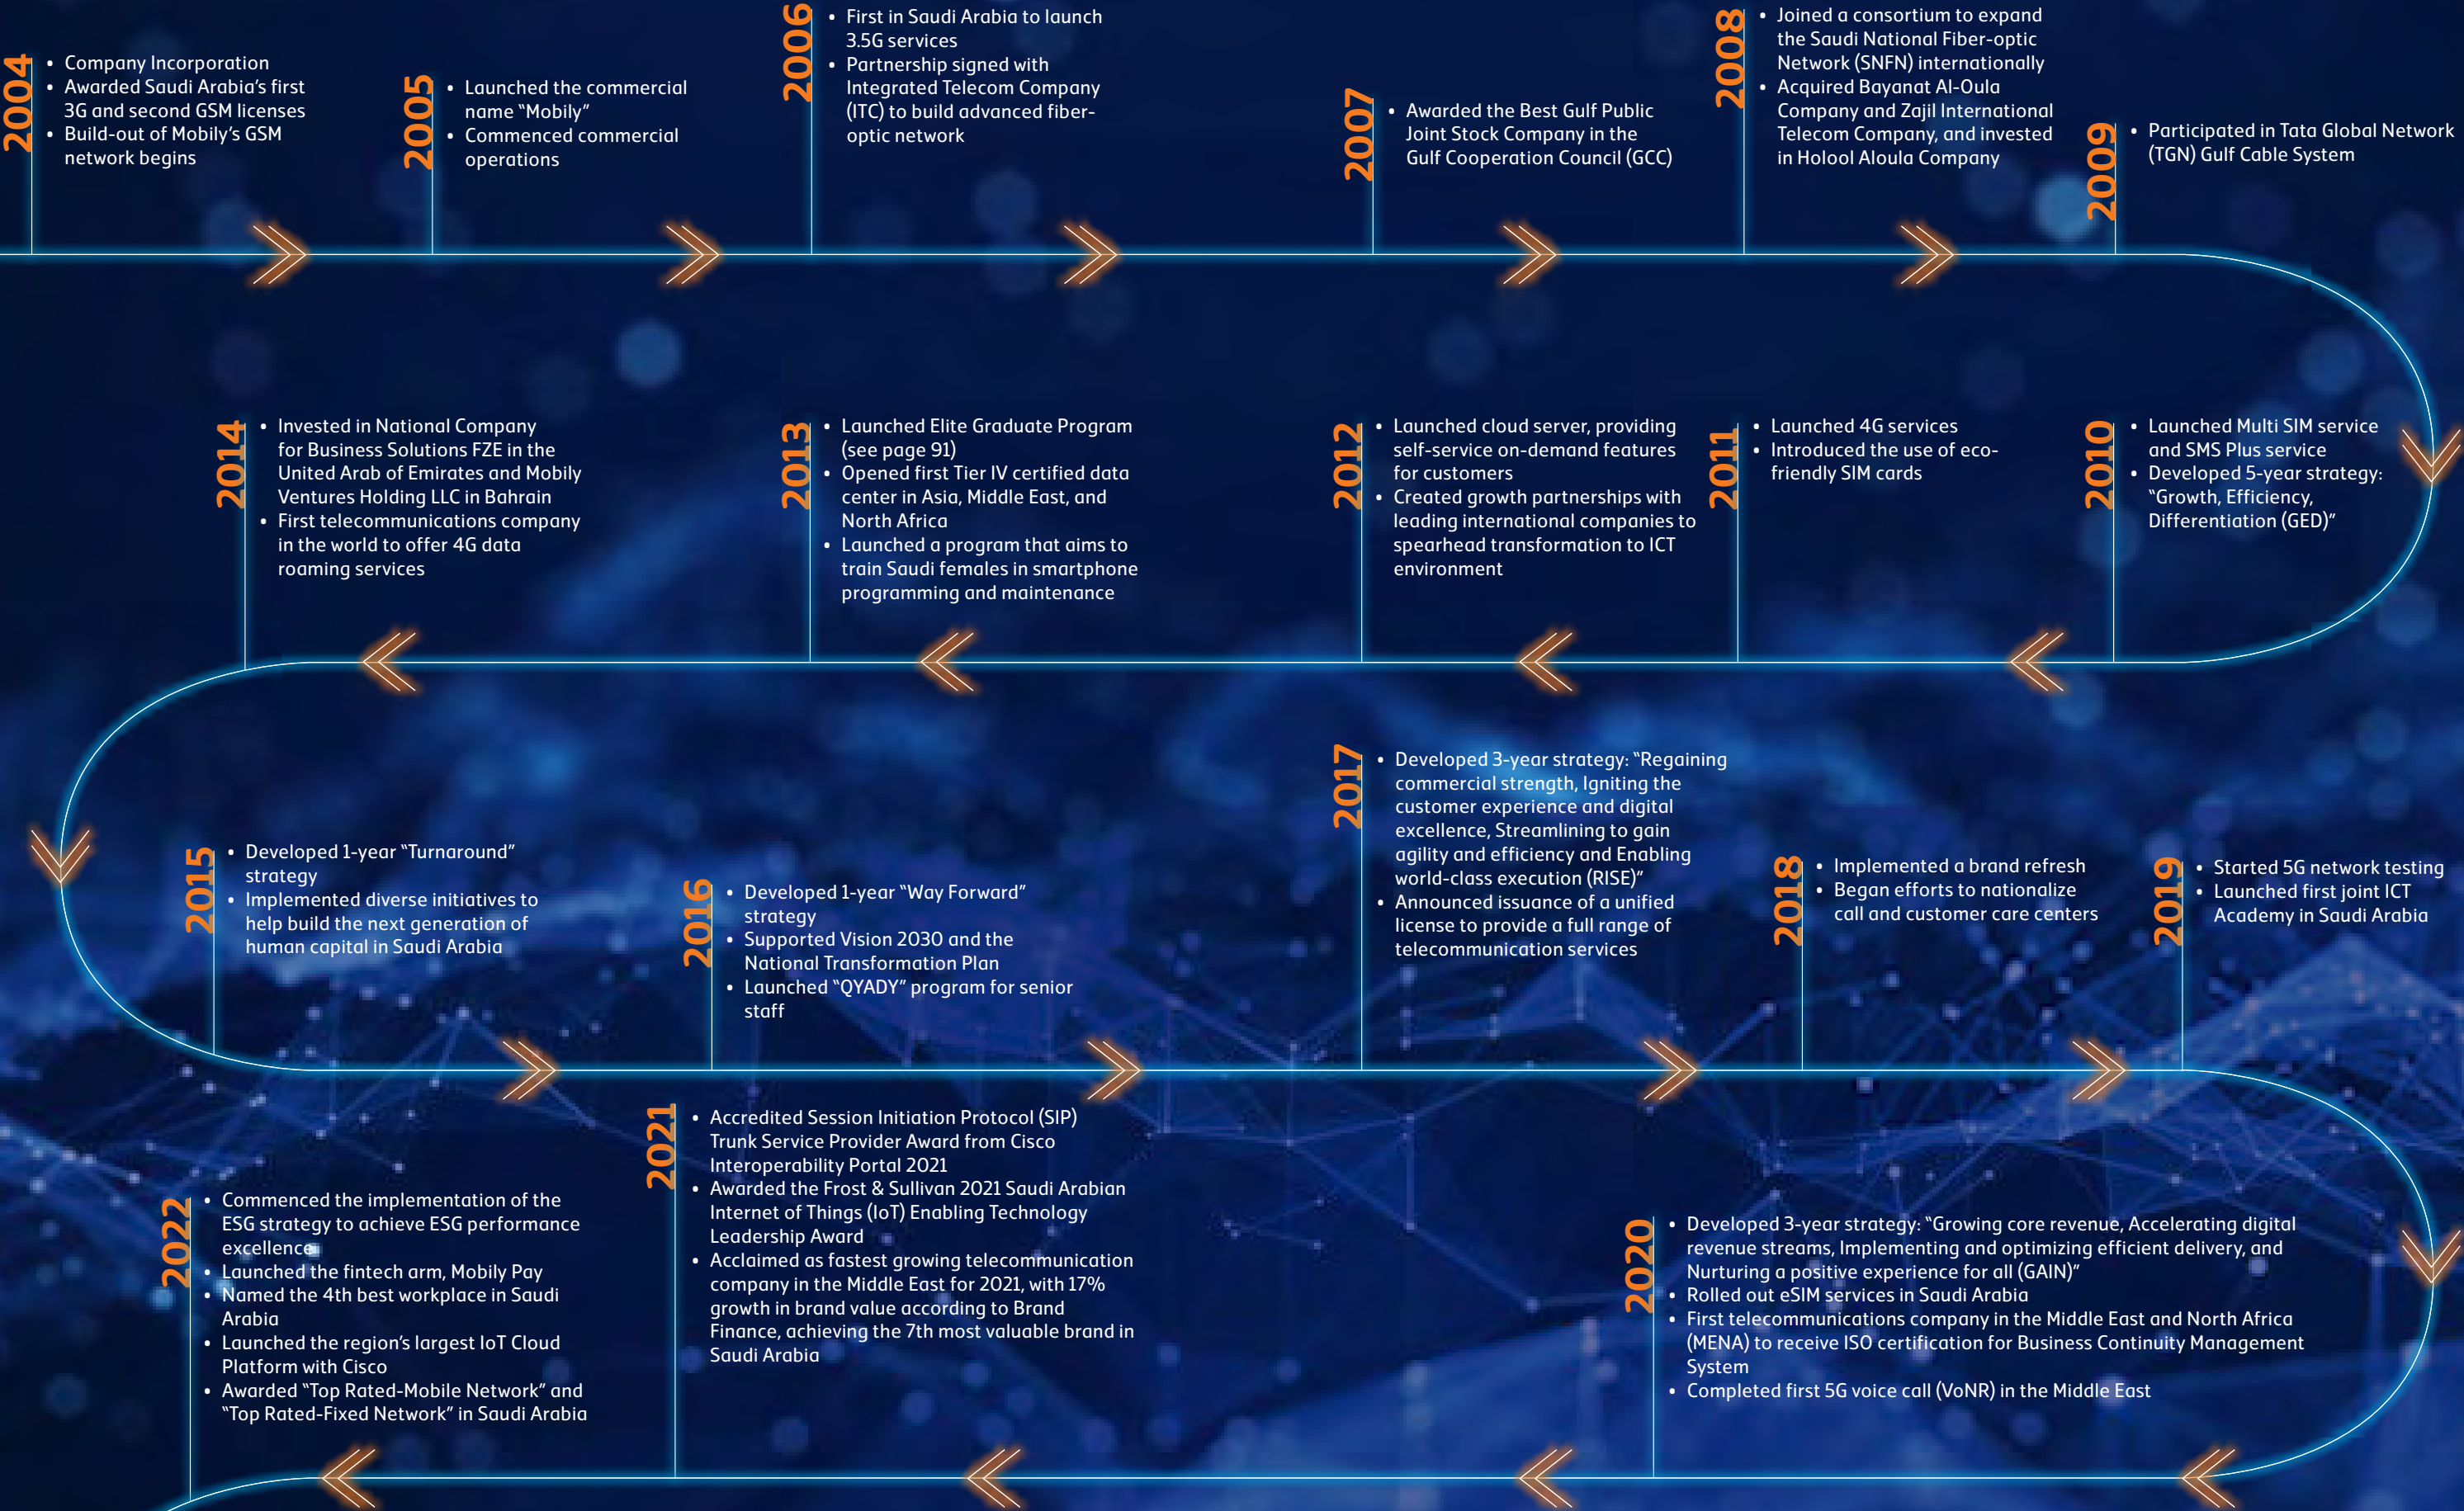 2004
• Company Incorporation
• Awarded Saudi Arabia’s first
3G and second GSM licenses
• Build-out of Mobily’s GSM
network begins
2005
• Launched the commercial
name “Mobily”
• Commenced commercial
operations
2006
• First in Saudi Arabia to launch
3.5G services
• Partnership signed with
Integrated Telecom Company
(ITC) to build advanced fiber-
optic network
2007
• Awarded the Best Gulf Public
Joint Stock Company in the
Gulf Cooperation Council (GCC)
2008
• Joined a consortium to expand
the Saudi National Fiber-optic
Network (SNFN) internationally
• Acquired Bayanat Al-Oula
Company and Zajil International
Telecom Company, and invested
in Holool Aloula Company
2009
• Participated in Tata Global Network
(TGN) Gulf Cable System
2010
• Launched Multi SIM service
and SMS Plus service
• Developed 5-year strategy:
“Growth, Efficiency,
Differentiation (GED)”
2011
• Launched 4G services
• Introduced the use of eco-
friendly SIM cards
2012
• Launched cloud server, providing
self-service on-demand features
for customers
• Created growth partnerships with
leading international companies to
spearhead transformation to ICT
environment
2013
• Launched Elite Graduate Program
(see page 91)
• Opened first Tier IV certified data
center in Asia, Middle East, and
North Africa
• Launched a program that aims to
train Saudi females in smartphone
programming and maintenance
2014
• Invested in National Company
for Business Solutions FZE in the
United Arab of Emirates and Mobily
Ventures Holding LLC in Bahrain
• First telecommunications company
in the world to offer 4G data
roaming services
2015
• Developed 1-year “Turnaround”
strategy
• Implemented diverse initiatives to
help build the next generation of
human capital in Saudi Arabia
2016
• Developed 1-year “Way Forward”
strategy
• Supported Vision 2030 and the
National Transformation Plan
• Launched “QYADY” program for senior
staff
2017
• Developed 3-year strategy: “Regaining
commercial strength, Igniting the
customer experience and digital
excellence, Streamlining to gain
agility and efficiency and Enabling
world-class execution (RISE)”
• Announced issuance of a unified
license to provide a full range of
telecommunication services
2018
• Implemented a brand refresh
• Began efforts to nationalize
call and customer care centers
2019
• Started 5G network testing
• Launched first joint ICT
Academy in Saudi Arabia
2020
• Developed 3-year strategy: “Growing core revenue, Accelerating digital
revenue streams, Implementing and optimizing efficient delivery, and
Nurturing a positive experience for all (GAIN)”
• Rolled out eSIM services in Saudi Arabia
• First telecommunications company in the Middle East and North Africa
(MENA) to receive ISO certification for Business Continuity Management
System
• Completed first 5G voice call (VoNR) in the Middle East
2021
• Accredited Session Initiation Protocol (SIP)
Trunk Service Provider Award from Cisco
Interoperability Portal 2021
• Awarded the Frost & Sullivan 2021 Saudi Arabian
Internet of Things (IoT) Enabling Technology
Leadership Award
• Acclaimed as fastest growing telecommunication
company in the Middle East for 2021, with 17%
growth in brand value according to Brand
Finance, achieving the 7th most valuable brand in
Saudi Arabia
2022
• Commenced the implementation of the
ESG strategy to achieve ESG performance
excellence
• Launched the fintech arm, Mobily Pay
• Named the 4th best workplace in Saudi
Arabia
• Launched the region’s largest IoT Cloud
Platform with Cisco
• Awarded “Top Rated-Mobile Network” and
“Top Rated-Fixed Network” in Saudi Arabia